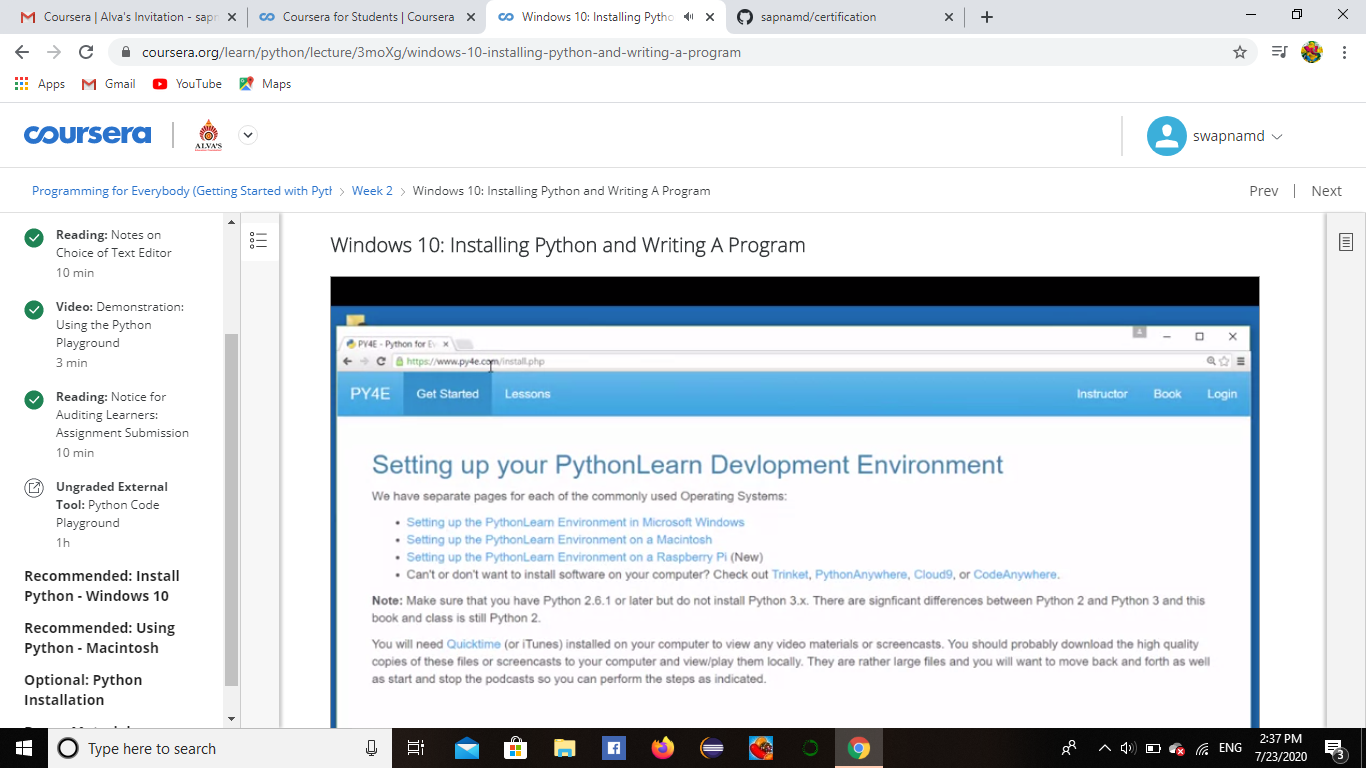 Coursera | Alva's Invitation - sapn
Coursera for Students | Coursera
Windows 10: Installing Pytho
sapnamd/certification
coursera.org/learn/python/lecture/3moXg/windows-10-installing-python-and-writing-a-program
Apps
Gmail
YouTube
Maps
coursera
ALVA'S
swapnamd
Programming for Everybody (Getting Started with Pyth
Week 2
Windows 10: Installing Python and Writing A Program
Prev
Next
Reading: Notes on
Choice of Text Editor
10 min
Video: Demonstration:
Using the Python
Playground
3 min
Reading: Notice for
Auditing Learners:
Assignment Submission
10 min
Ungraded External
Tool: Python Code
Playground
1h
Recommended: Install
Python - Windows 10
Recommended: Using
Python - Macintosh
Optional: Python
Installation
Windows 10: Installing Python and Writing A Program
PY4E - Python for Ev
https://www.py4e.com/install.php
PY4E
Get Started
Lessons
Instructor
Book
Login
Setting up your PythonLearn Devlopment Environment
We have separate pages for each of the commonly used Operating Systems:
• Setting up the PythonLearn Environment in Microsoft Windows
• Setting up the PythonLearn Environment on a Macintosh
• Setting up the PythonLearn Environment on a Raspberry Pi (New)
• Can't or don't want to install software on your computer? Check out Trinket, PythonAnywhere, Cloud9, or CodeAnywhere.
Note: Make sure that you have Python 2.6.1 or later but do not install Python 3.x. There are signficant differences between Python 2 and Python 3 and this
book and class is still Python 2.
You will need Quicktime (or iTunes) installed on your computer to view any video materials or screencasts. You should probably download the high quality
copies of these files or screencasts to your computer and view/play them locally. They are rather large files and you will want to move back and forth as well
as start and stop the podcasts so you can perform the steps as indicated.
Type here to search
ENG
2:37 PM
7/23/2020
3